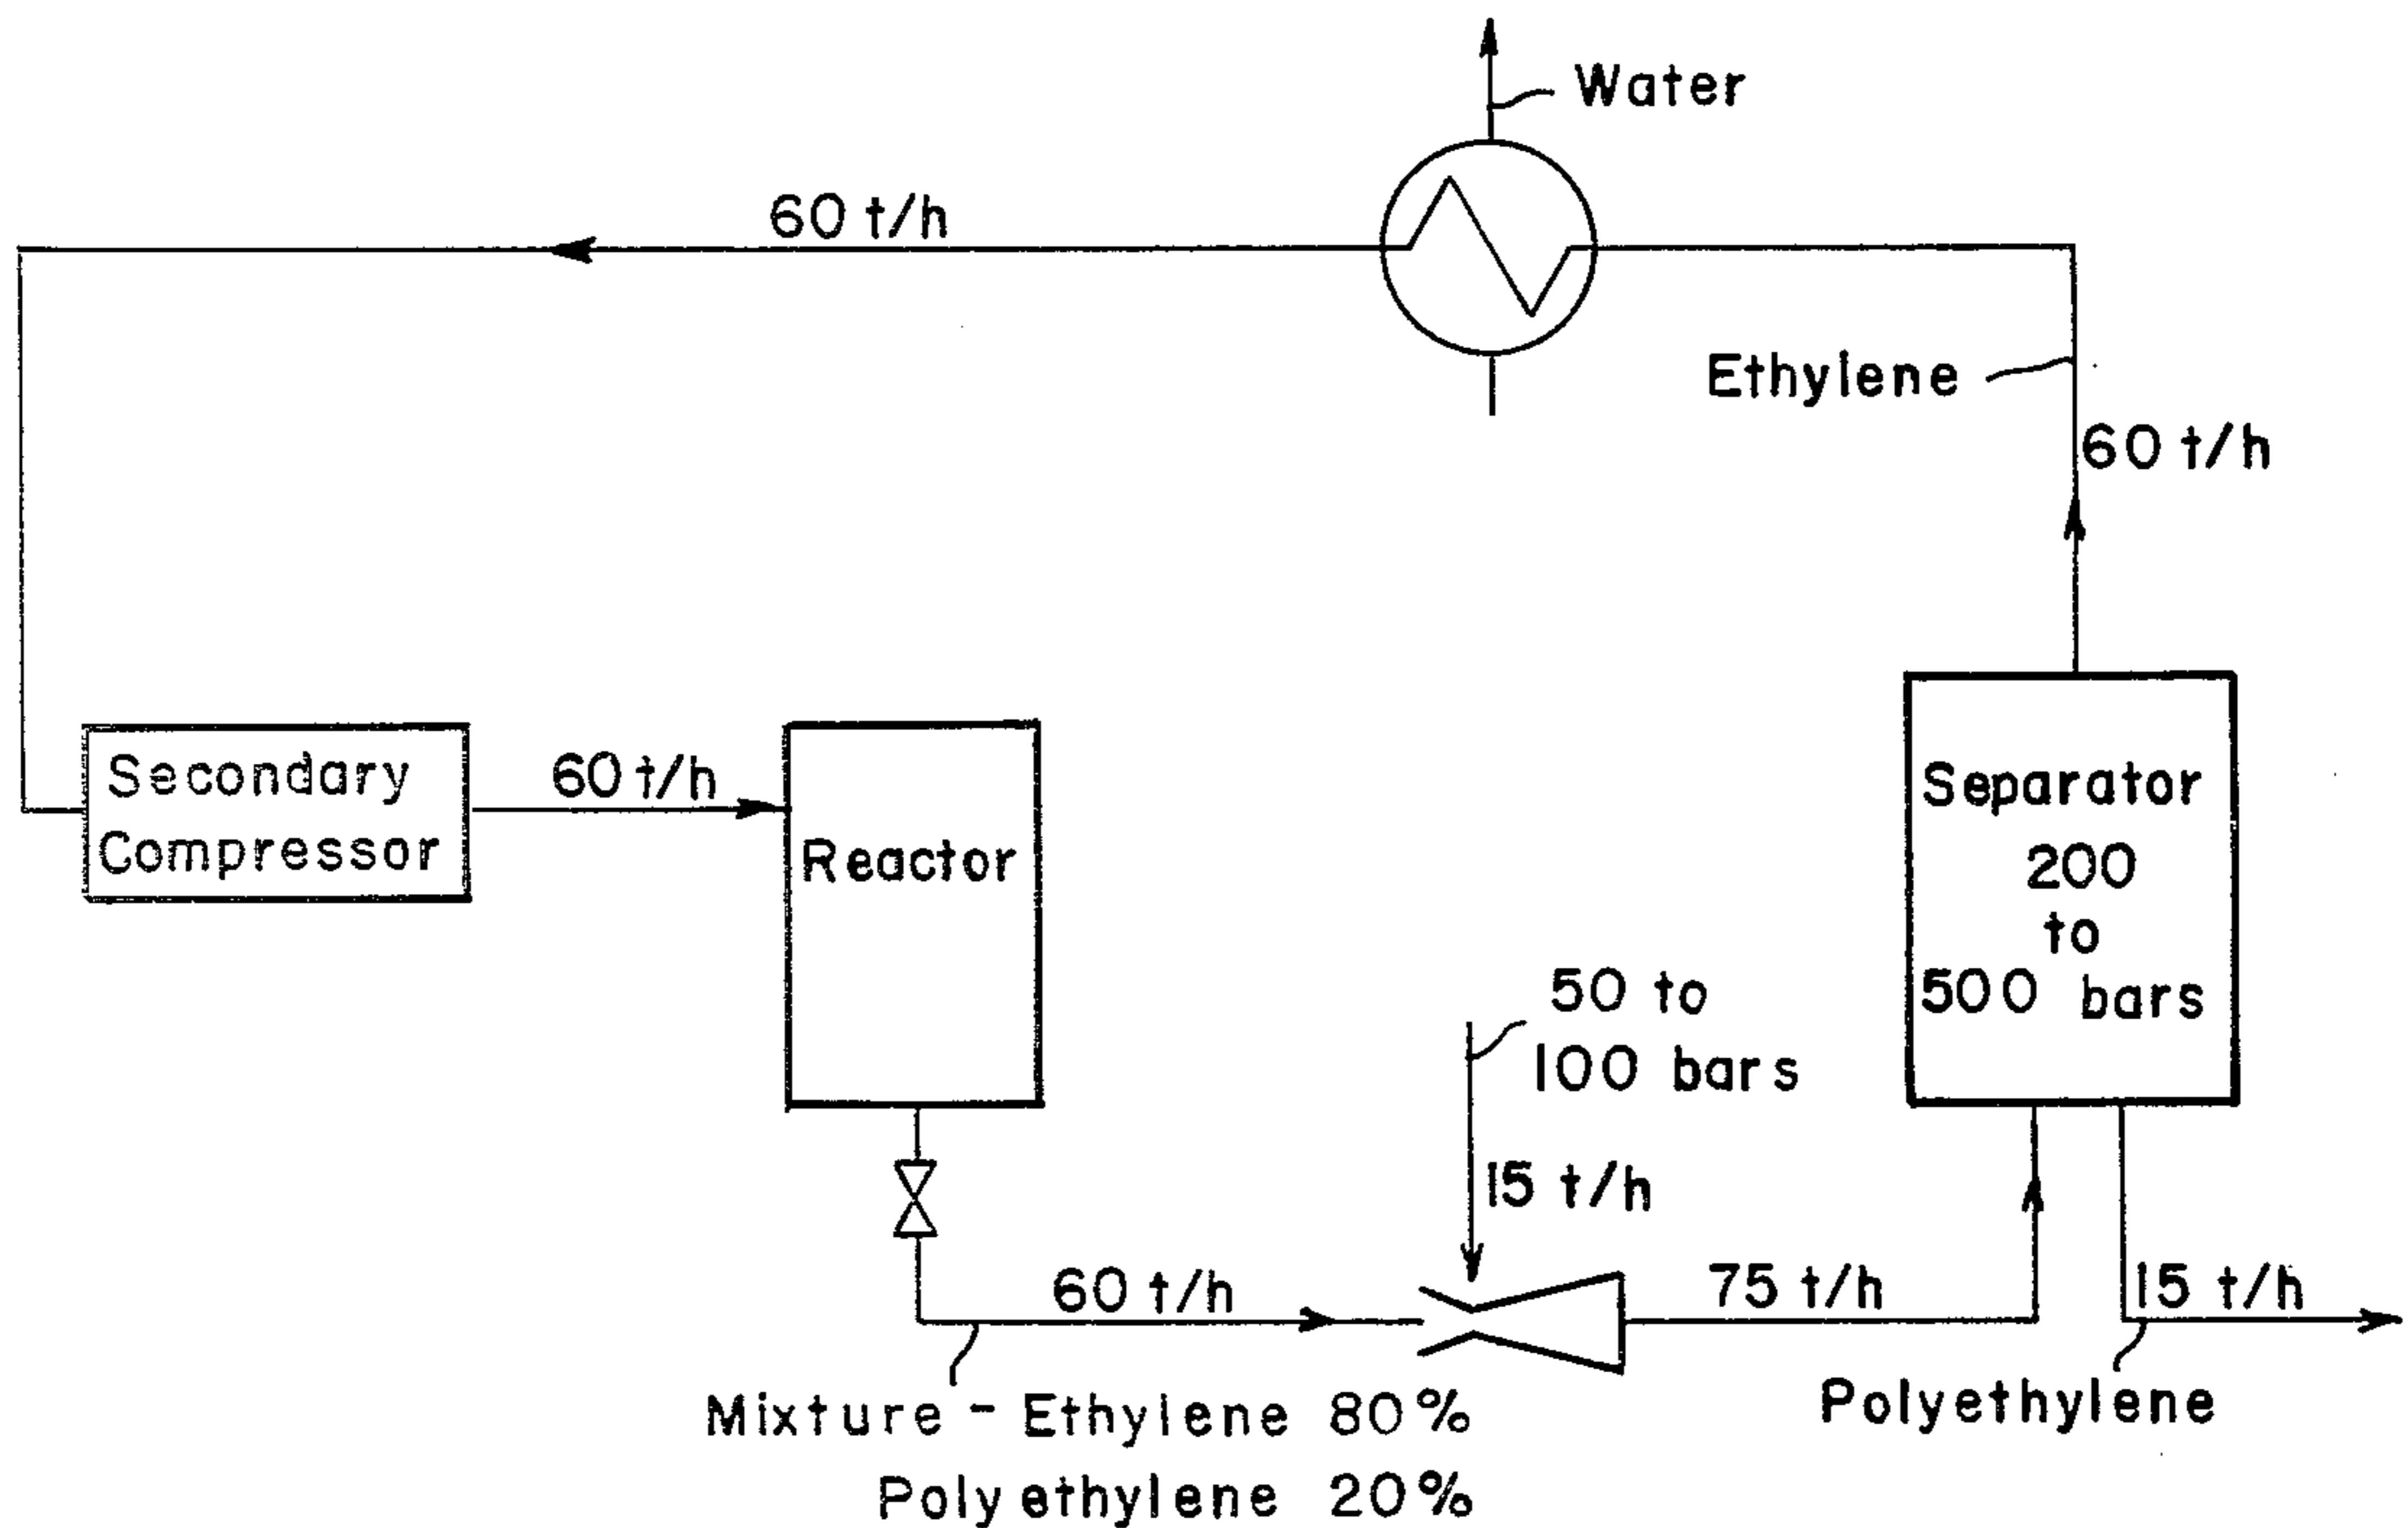 Water
60 t/h
Ethylene
60 t/h
Secondary
Compressor
60 t/h
Reactor
Separator
200
to
500 bars
50 to
100 bars
15 t/h
60 t/h
75 t/h
15 t/h
Mixture - Ethylene 80%
Polyethylene 20%
Polyethylene